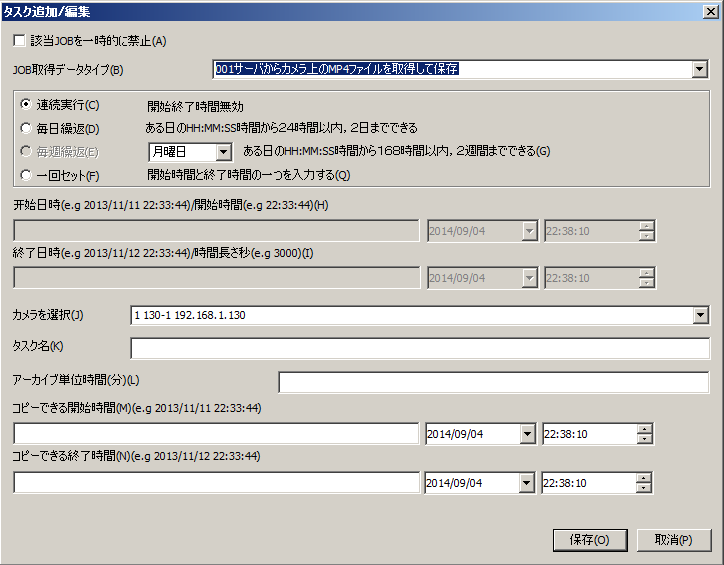 タスク追加/編集
該当JOBを一時的に禁止(A)
JOB取得データタイプ(B) 001サーバからカメラ上のMP4ファイルを取得して保存
連続実行(C) 開始終了時間無効
毎日繰返(D) ある日のHH:MM:SS時間から24時間以内, 2日までできる
毎週繰返(E) 月曜日 ある日のHH:MM:SS時間から168時間以内, 2週間までできる(G)
一回セット(F) 開始時間と終了時間の一つを入力する(Q)
开始日時(e.g 2013/11/11 22:33:44)/開始時間(e.g 22:33:44)(H)
2014/09/04 22:38:10
終了日時(e.g 2013/11/12 22:33:44)/時間長さ秒(e.g 3000)(I)
2014/09/04 22:38:10
カメラを選択(J) 1 130-1 192.168.1.130
タスク名(K)
アーカイブ単位時間(分)(L)
コピーできる開始時間(M)(e.g 2013/11/11 22:33:44)
2014/09/04 22:38:10
コピーできる終了時間(N)(e.g 2013/11/12 22:33:44)
2014/09/04 22:38:10
保存(O) 取消(P)